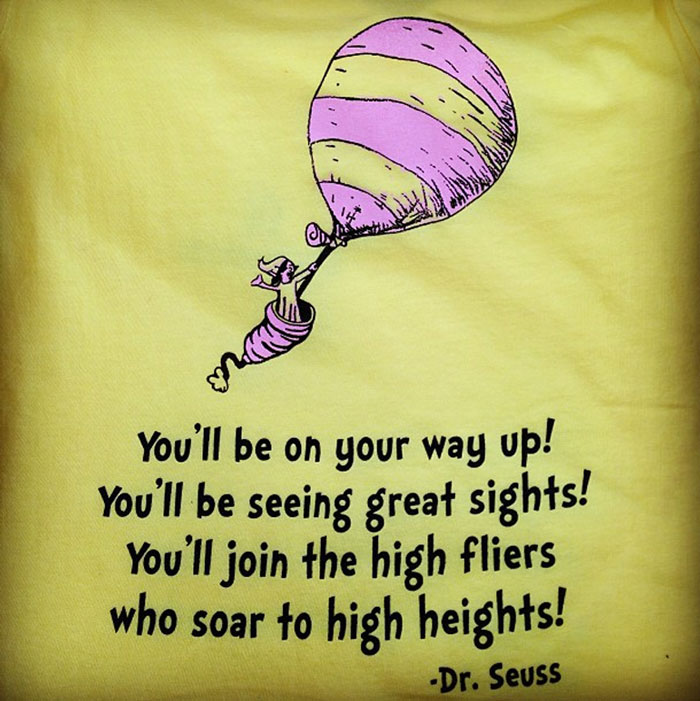 You'll be on your way up!
You'll be seeing great sights!
You'll join the high fliers
who soar to high heights!
-Dr. Seuss